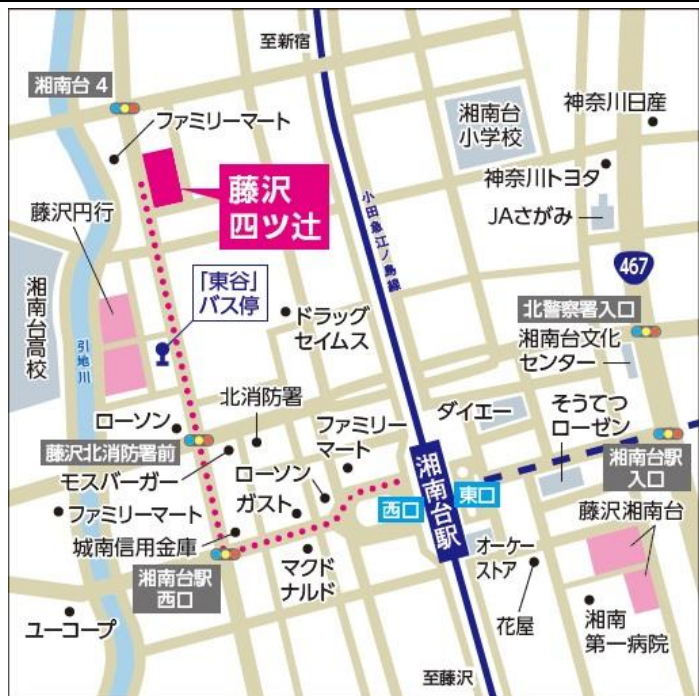 至新宿
湘南台 4
ファミリーマート
湘南台
小学校
神奈川日産
神奈川トヨタ
JAさがみ
藤沢
四ツ辻
藤沢円行
小田急江ノ島線
467
「東谷」
バス停
湘南台高校
引地川
ドラッグ
セイムス
北警察署入口
湘南台文化
センター
北消防署
ファミリー
マート
ダイエー
そうてつ
ローゼン
ローソン
藤沢北消防署前
モスバーガー
ローソン
ガスト
湘南台駅
西口
東口
湘南台駅
入口
ファミリーマート
城南信用金庫
湘南台駅
西口
マクド
ナルド
オーケー
ストア
花屋
藤沢湘南台
湘南
第一病院
ユーコープ
至藤沢